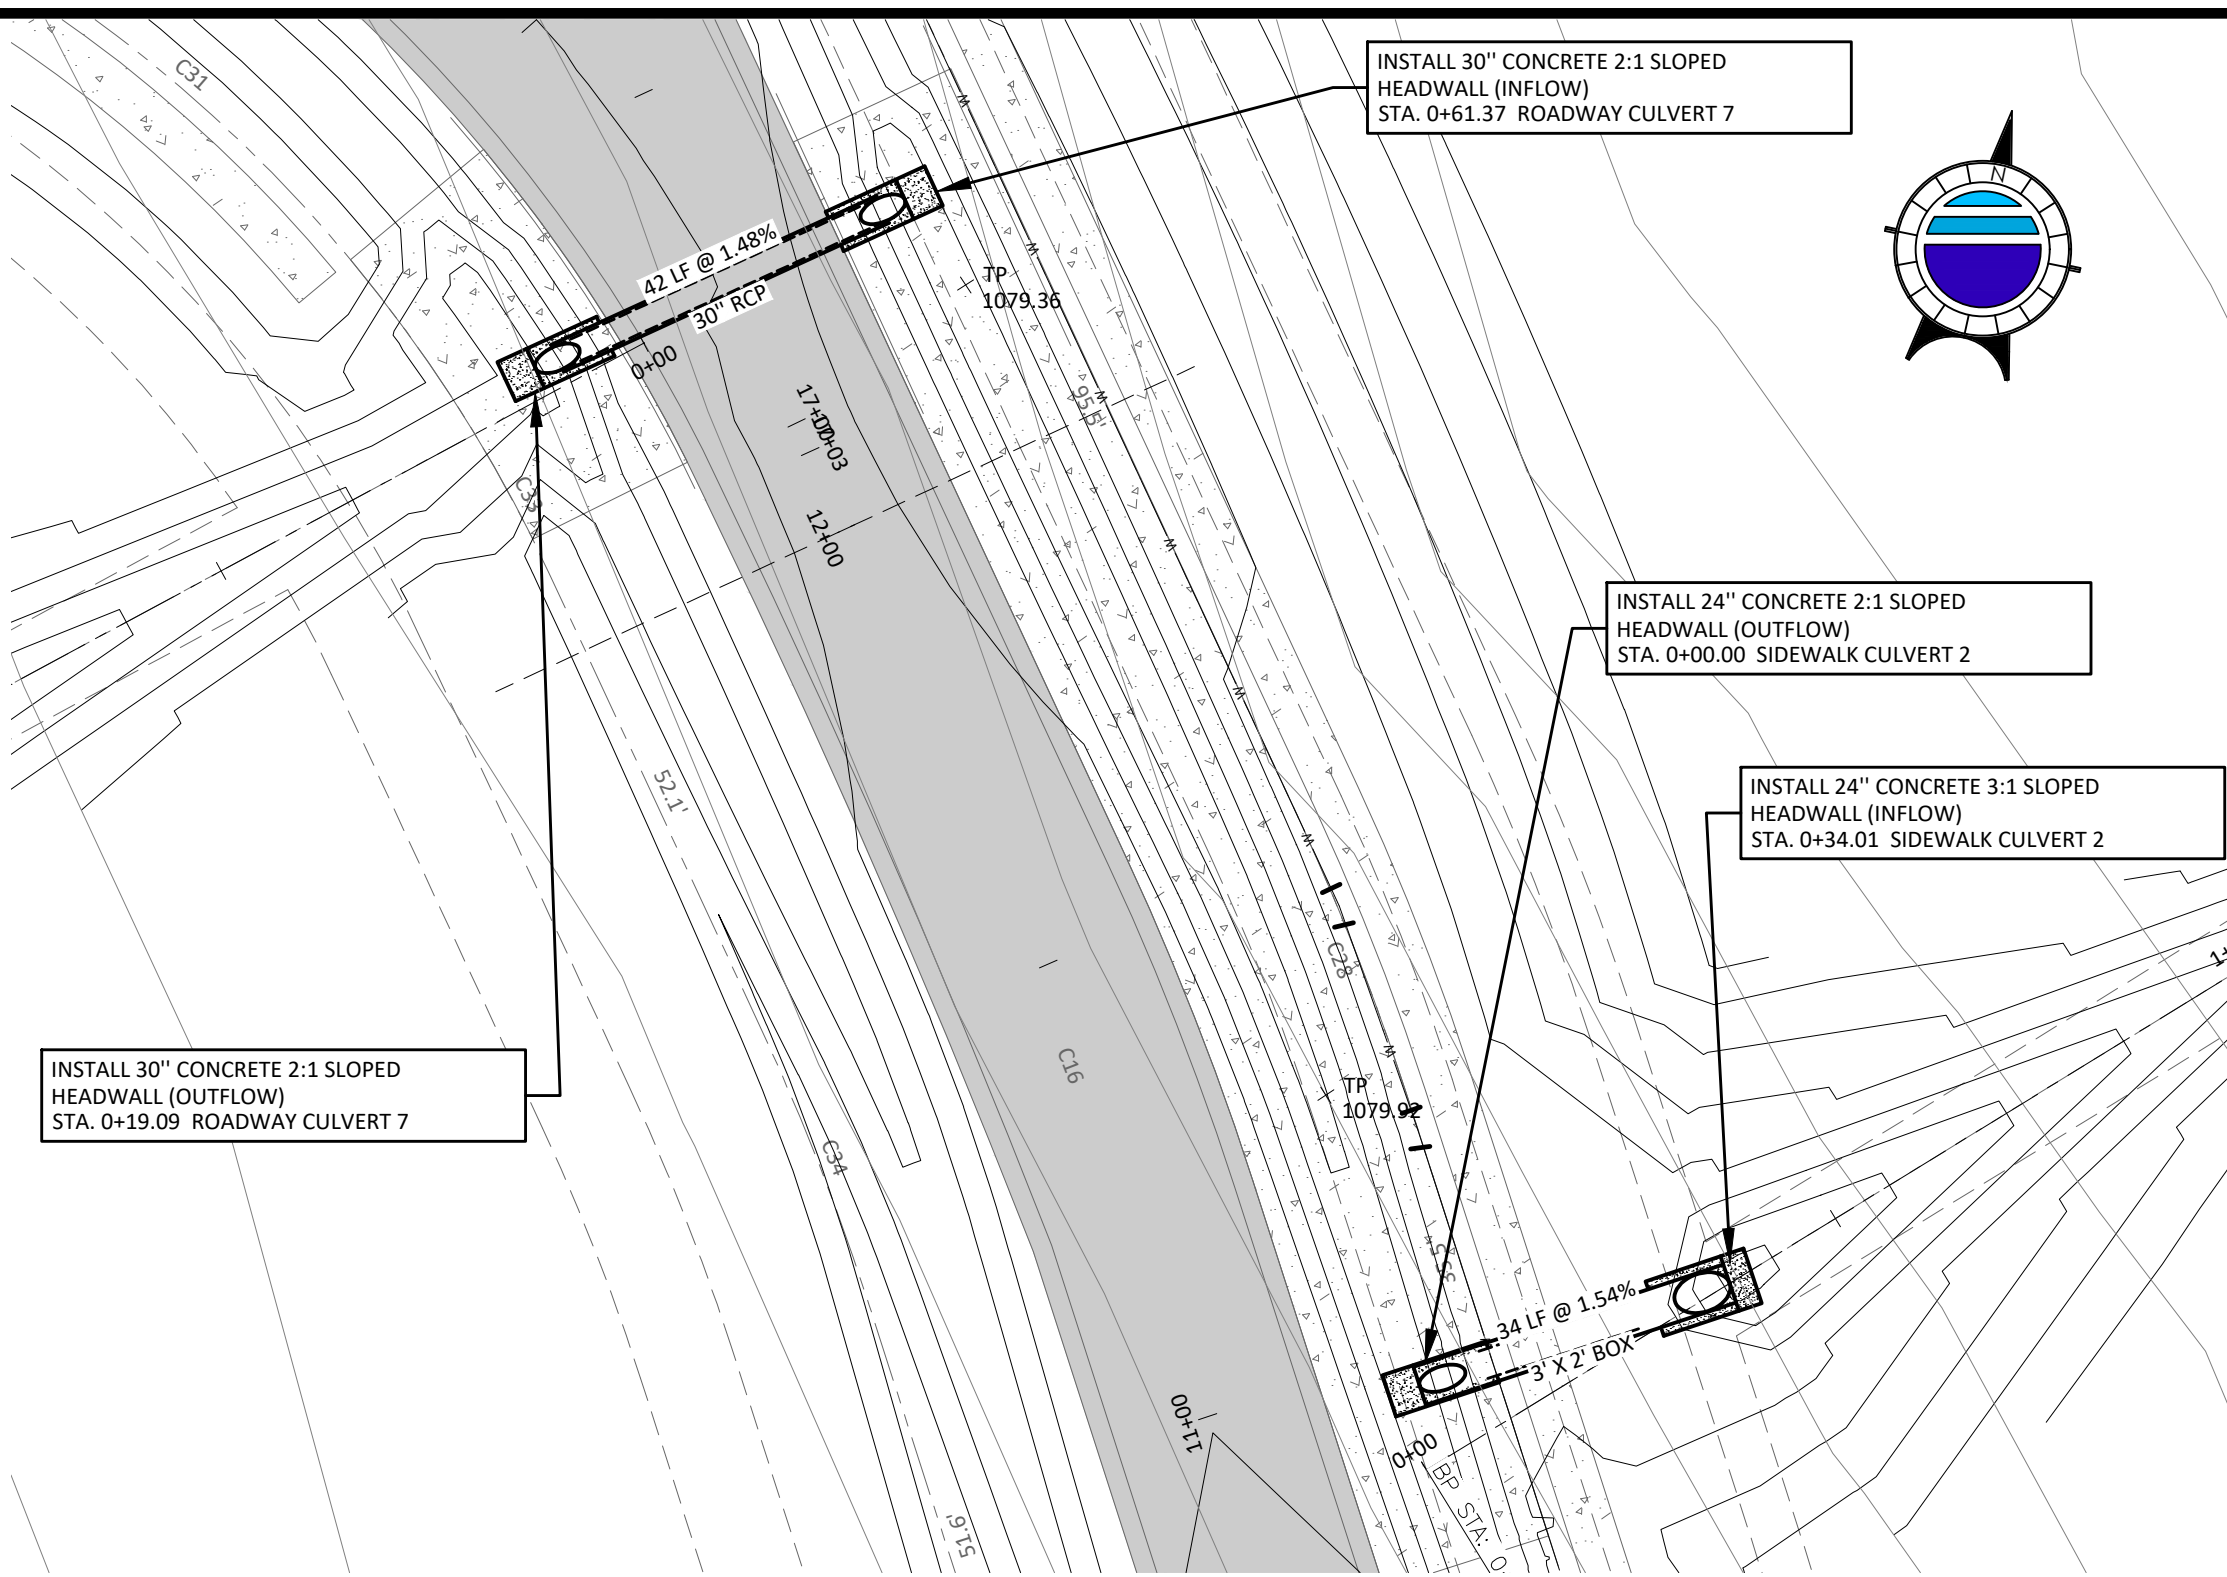 C31
INSTALL 30'' CONCRETE 2:1 SLOPED
HEADWALL (INFLOW)
STA. 0+61.37 ROADWAY CULVERT 7
N
42 LF @ 1.48%
30'' RCP
TP
1079.36
0+00
17+00
95.5'
12+00
C33
INSTALL 24'' CONCRETE 2:1 SLOPED
HEADWALL (OUTFLOW)
STA. 0+00.00 SIDEWALK CULVERT 2
52.1'
INSTALL 24'' CONCRETE 3:1 SLOPED
HEADWALL (INFLOW)
STA. 0+34.01 SIDEWALK CULVERT 2
C28
C16
INSTALL 30'' CONCRETE 2:1 SLOPED
HEADWALL (OUTFLOW)
STA. 0+19.09 ROADWAY CULVERT 7
TP
1079.92
C34
34 LF @ 1.54%
3' X 2' BOX
11+00
0+00
BP STA: 0
51.6'